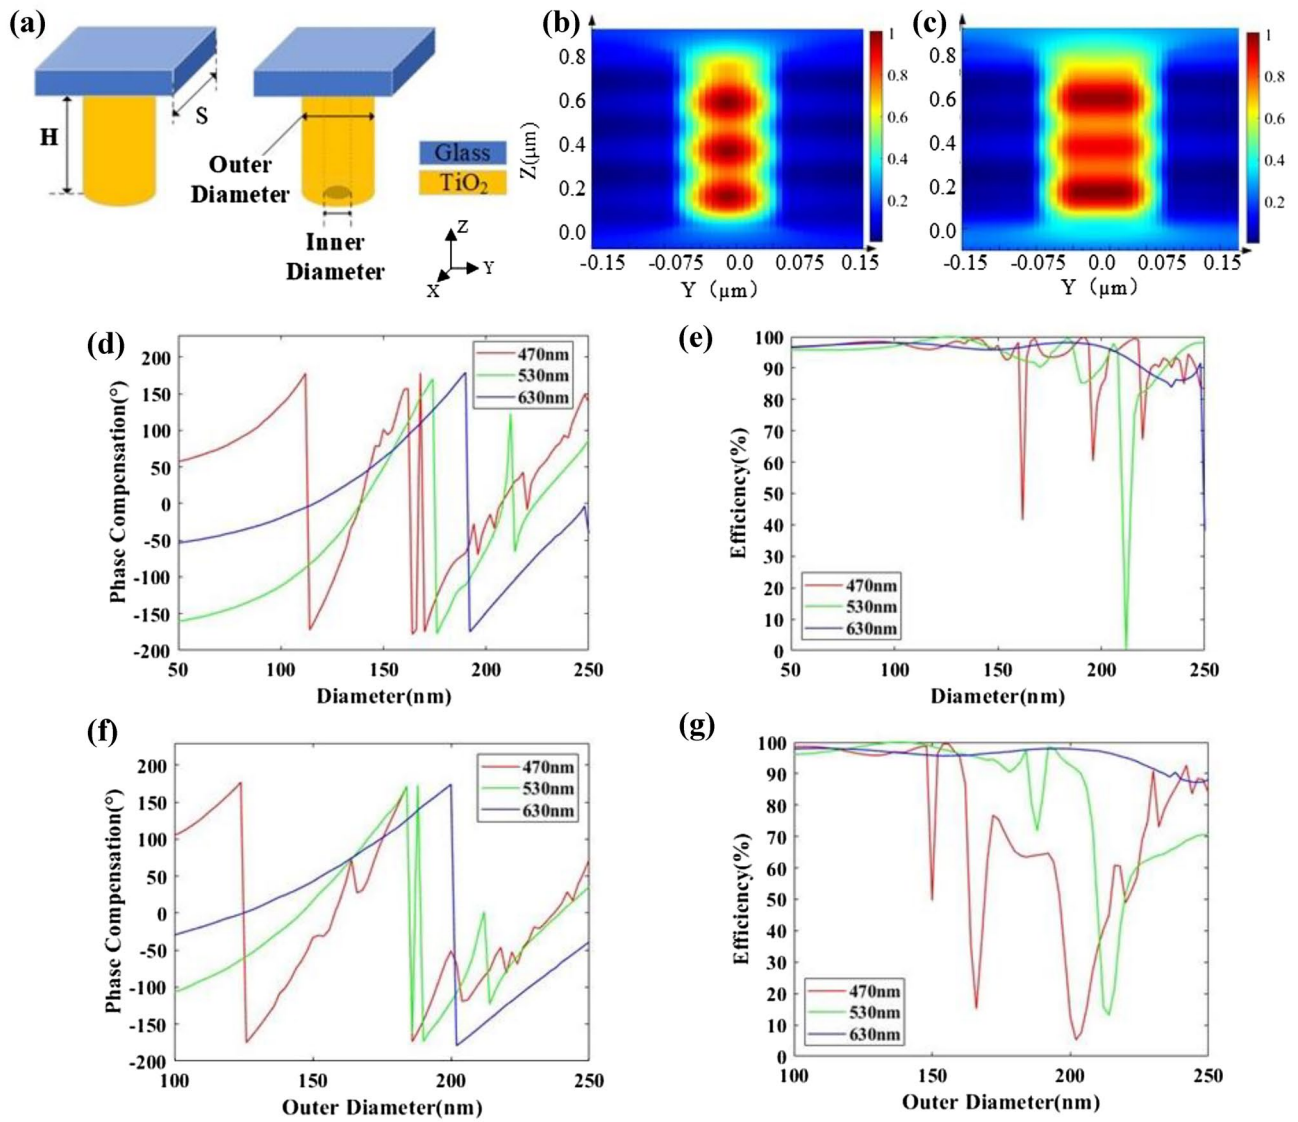 (a)
H
S
Outer
Diameter
Inner
Diameter
Glass
TiO₂
Z
Y
X
(b)
Z(μm)
0.8
0.6
0.4
0.2
0.0
-0.15 -0.075 0.0 0.075 0.15
Y (μm)
1
0.8
0.6
0.4
0.2
(c)
0.8
0.6
0.4
0.2
0.0
-0.15 -0.075 0.0 0.075 0.15
Y (μm)
1
0.8
0.6
0.4
0.2
(d)
Phase Compensation(°)
200
150
100
50
0
-50
-100
-150
-200
50 100 150 200 250
Diameter(nm)
470nm
530nm
630nm
(e)
Efficiency(%)
100
90
80
70
60
50
40
30
20
10
0
50 100 150 200 250
Diameter(nm)
470nm
530nm
630nm
(f)
Phase Compensation(°)
200
150
100
50
0
-50
-100
-150
-200
100 150 200 250
Outer Diameter(nm)
470nm
530nm
630nm
(g)
Efficiency(%)
100
90
80
70
60
50
40
30
20
10
0
100 150 200 250
Outer Diameter(nm)
470nm
530nm
630nm